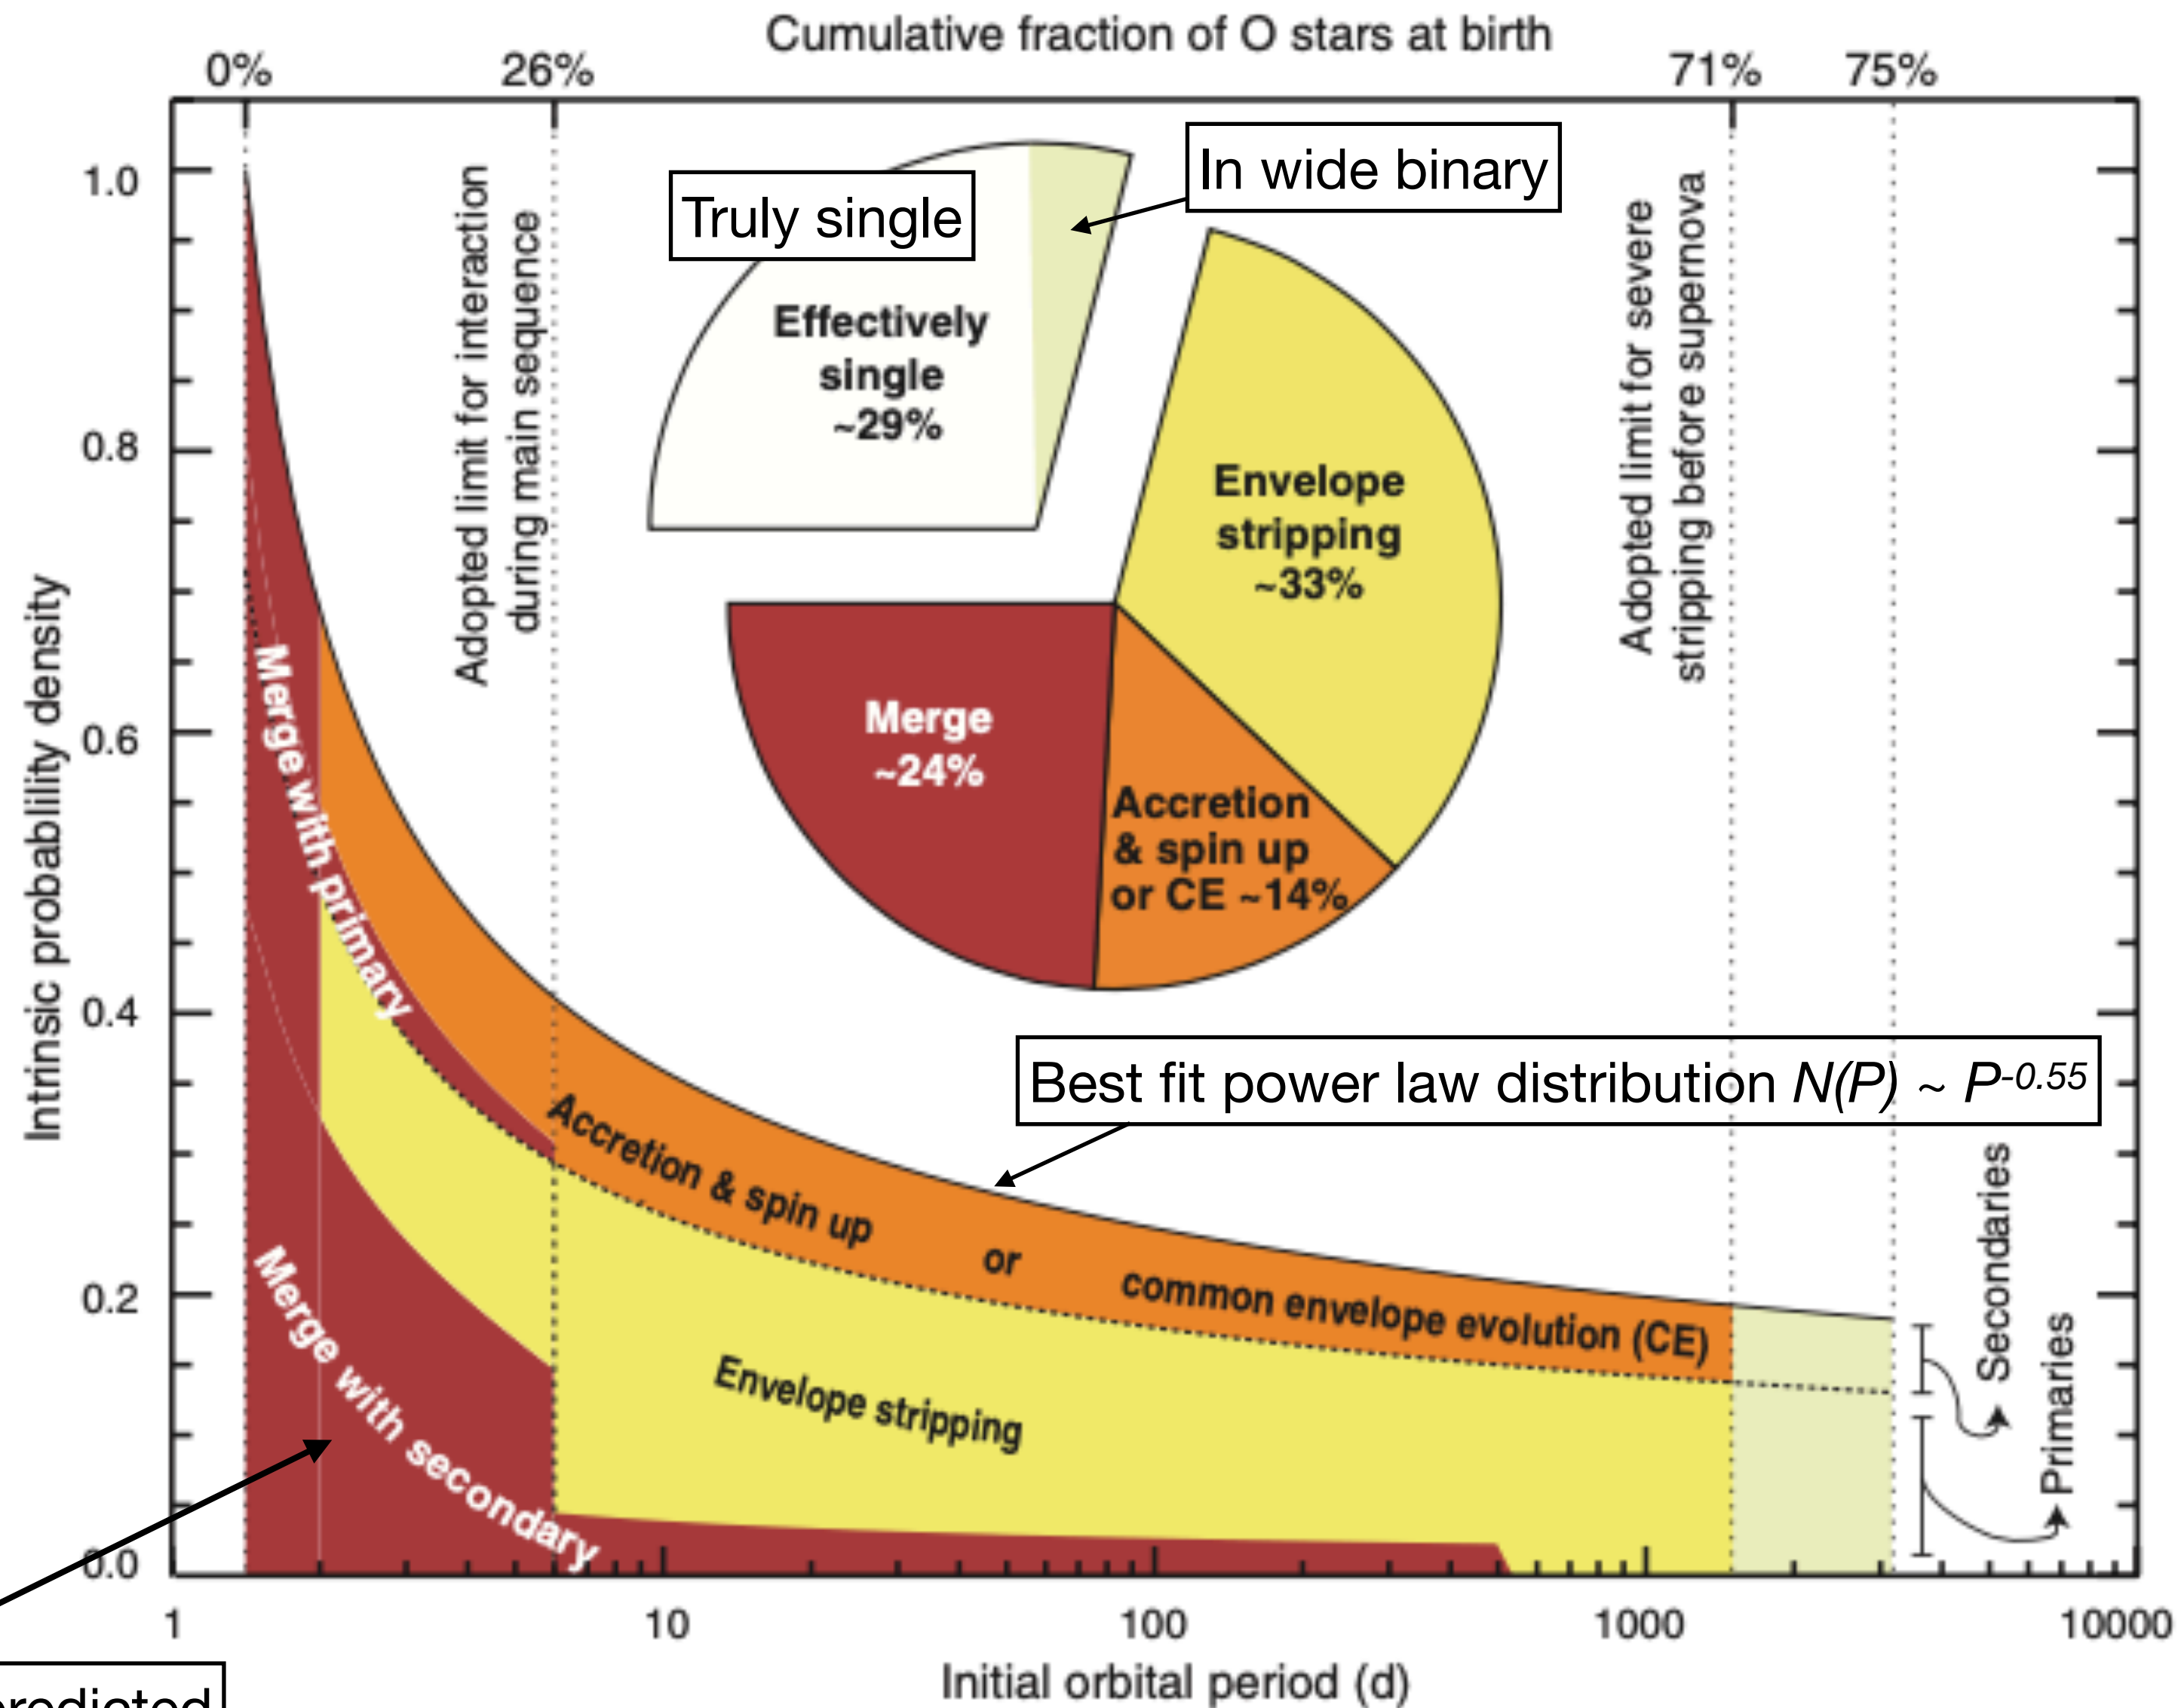 Cumulative fraction of O stars at birth
0%
26%
71%
75%
Intrinsic probablility density
1.0
0.8
0.6
0.4
0.2
0.0
Adopted limit for interaction
during main sequence
Truly single
In wide binary
Effectively
single
~29%
Envelope
stripping
~33%
Merge
~24%
Accretion
& spin up
or CE ~14%
Adopted limit for severe
stripping before supernova
Best fit power law distribution N(P) ~ P-0.55
Merge with primary
Accretion & spin up or common envelope evolution (CE)
Envelope stripping
Merge with secondary
Secondaries
Primaries
1
10
100
1000
10000
Initial orbital period (d)